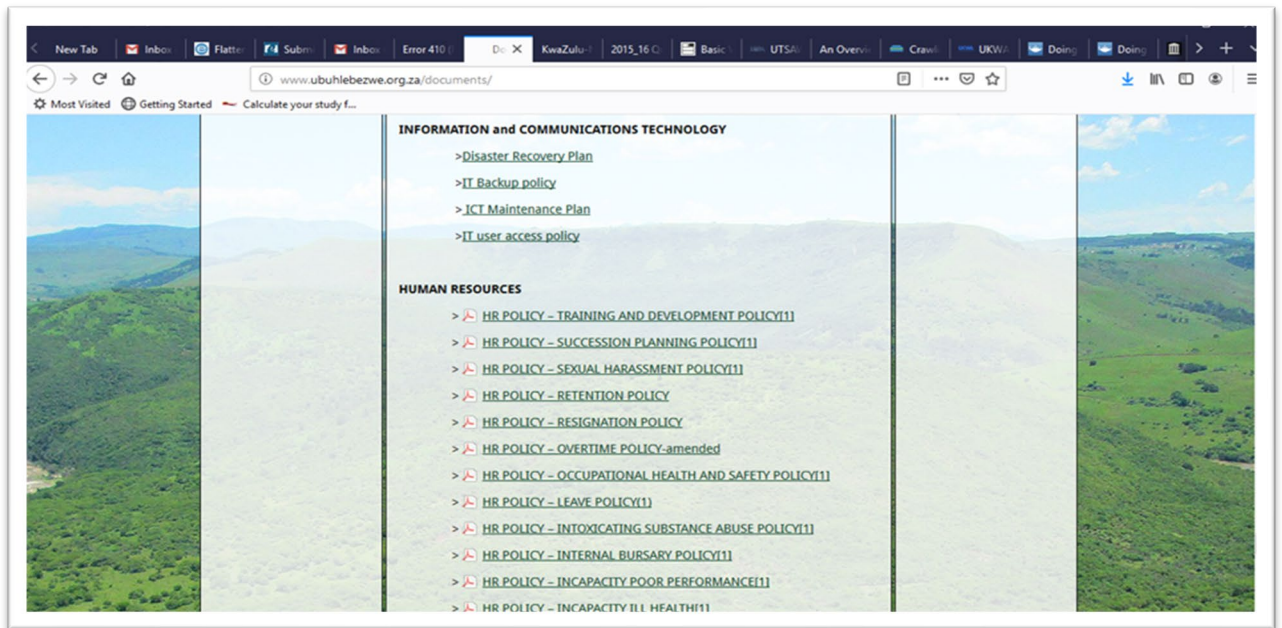 New Tab Inbox Flatte Subm Inbox Error 410 ( Do KwaZulu- 2015_16 Q Basic UTSA An Overvi Crawl UKWA Doing Doing
www.ubuhlebezwe.org.za/documents/
Most Visited Getting Started Calculate your study f...
INFORMATION and COMMUNICATIONS TECHNOLOGY
>Disaster Recovery Plan
>IT Backup policy
> ICT Maintenance Plan
>IT user access policy
HUMAN RESOURCES
> HR POLICY – TRAINING AND DEVELOPMENT POLICY[1]
> HR POLICY – SUCCESSION PLANNING POLICY[1]
> HR POLICY – SEXUAL HARASSMENT POLICY[1]
> HR POLICY – RETENTION POLICY
> HR POLICY – RESIGNATION POLICY
> HR POLICY – OVERTIME POLICY-amended
> HR POLICY – OCCUPATIONAL HEALTH AND SAFETY POLICY[1]
> HR POLICY – LEAVE POLICY(1)
> HR POLICY – INTOXICATING SUBSTANCE ABUSE POLICY[1]
> HR POLICY – INTERNAL BURSARY POLICY[1]
> HR POLICY – INCAPACITY POOR PERFORMANCE[1]
> HR POLICY – INCAPACITY ILL HEALTH[1]